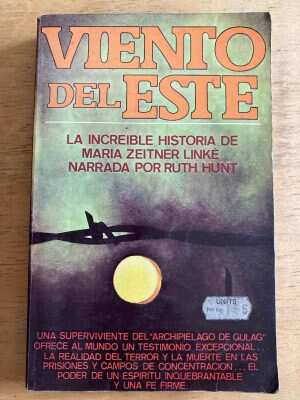 VIENTO
DEL ESTE
LA INCREIBLE HISTORIA DE
MARIA ZEITNER LINKE
NARRADA POR RUTH HUNT
UNITS
UNA SUPERVIVIENTE DEL "ARCHIPIELAGO DE GULAG"
OFRECE AL MUNDO UN TESTIMONIO EXCEPCIONAL...
LA REALIDAD DEL TERROR Y LA MUERTE EN LAS
PRISIONES Y CAMPOS DE CONCENTRACION... EL
PODER DE UN ESPIRITU INQUEBRANTABLE
Y UNA FE FIRME...